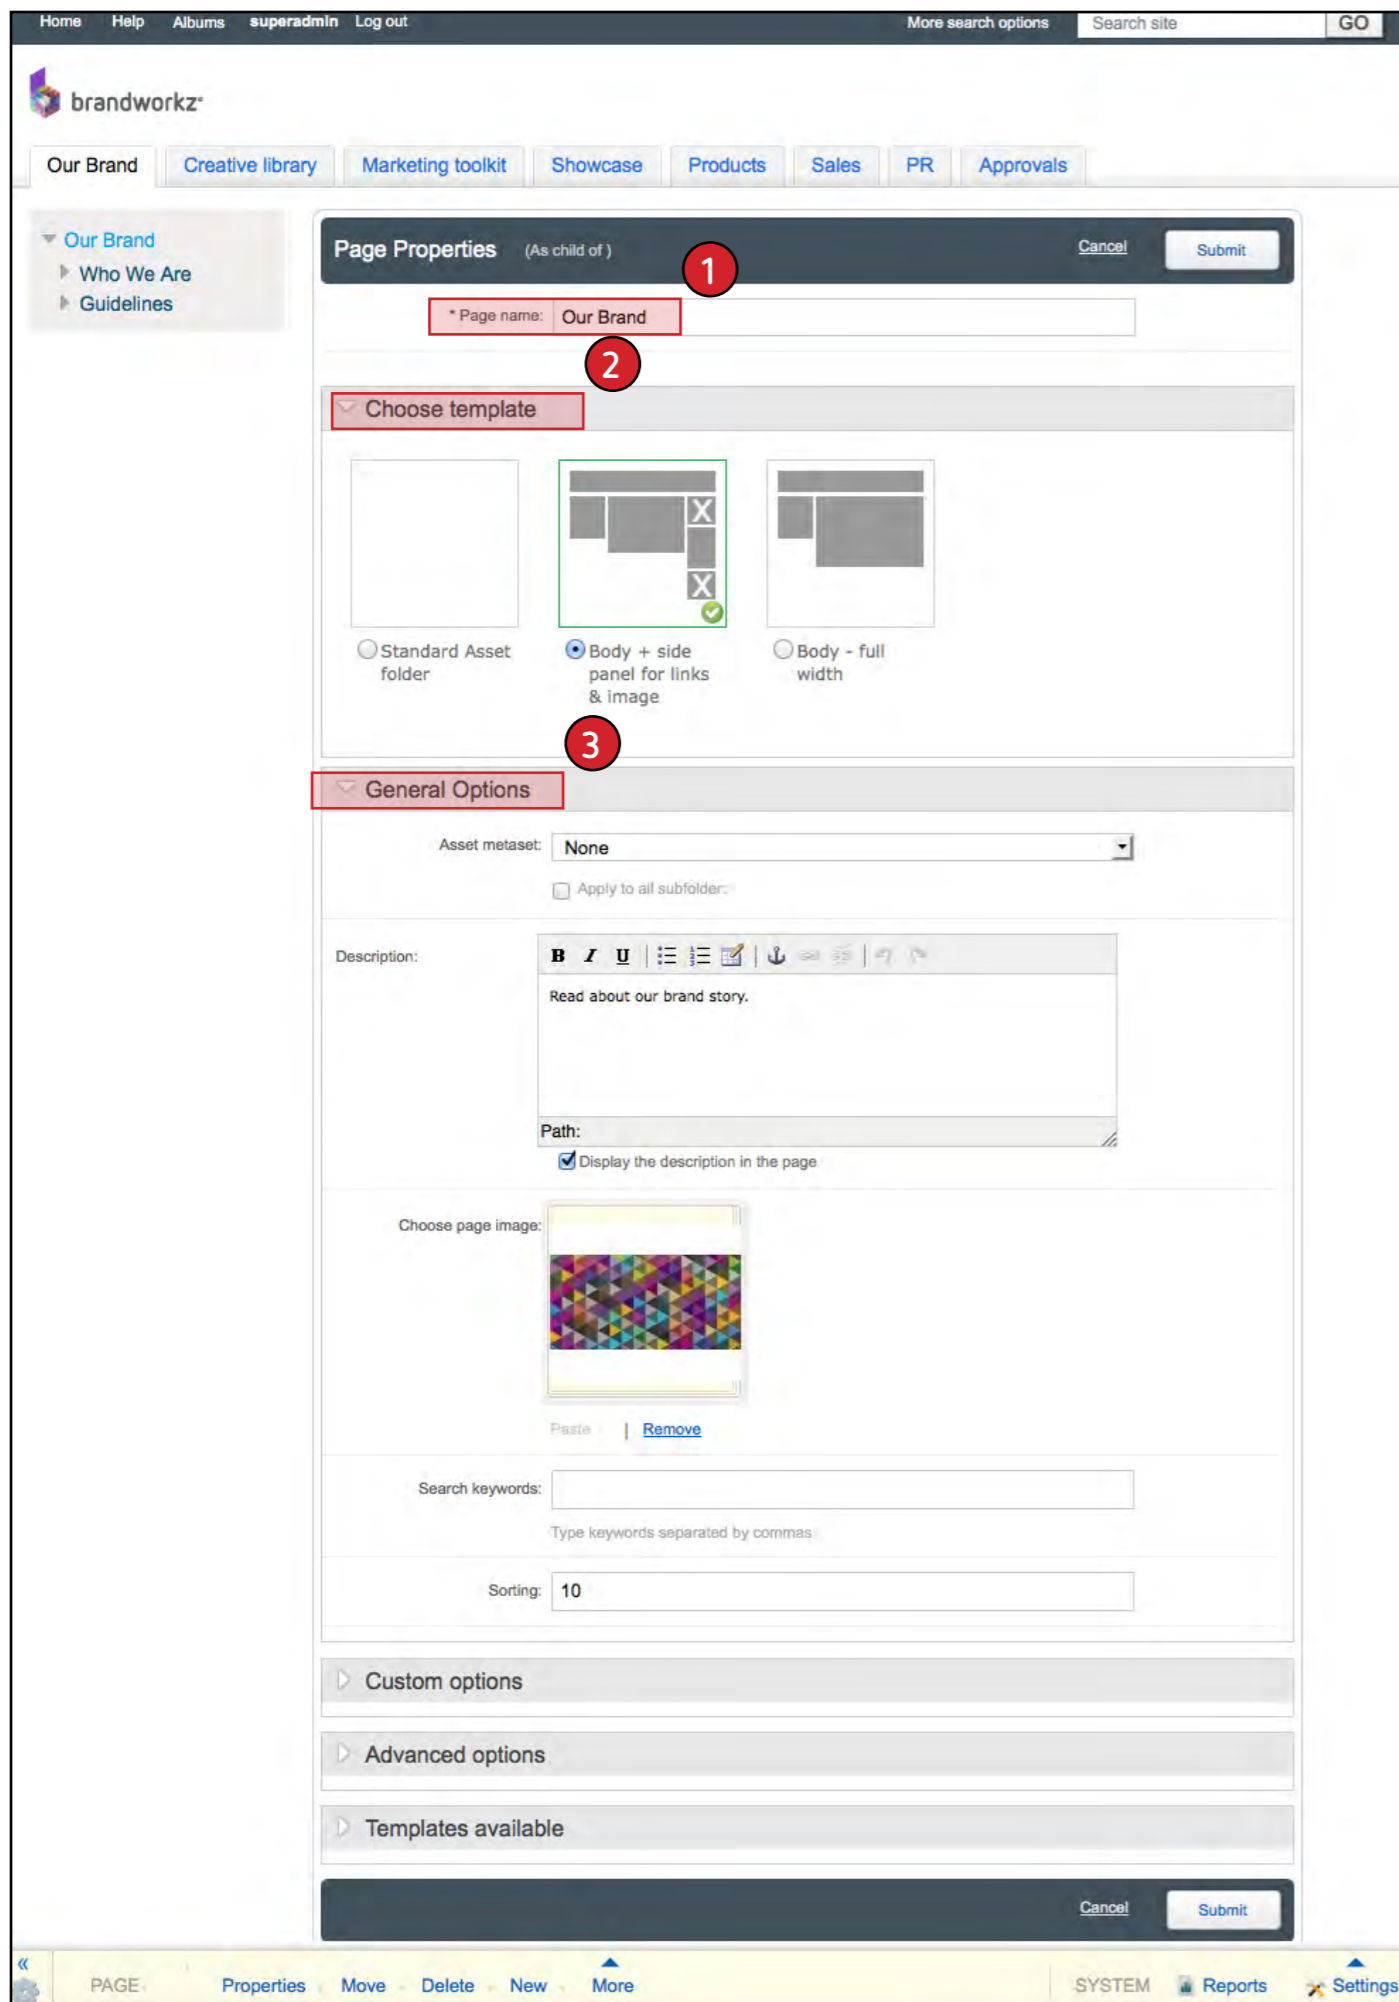 Home Help Albums superadmin Log out More search options Search site GO
brandworkz
Our Brand Creative library Marketing toolkit Showcase Products Sales PR Approvals
Our Brand
Who We Are
Guidelines
Page Properties (As child of ) Cancel Submit
1
* Page name: Our Brand
2
Choose template
X
X
Standard Asset folder
Body + side panel for links & image
Body - full width
3
General Options
Asset metaset: None
Apply to all subfolder:
Description:
B I U
Read about our brand story.
Path:
Display the description in the page
Choose page image:
Paste | Remove
Search keywords:
Type keywords separated by commas
Sorting: 10
Custom options
Advanced options
Templates available
Cancel Submit
« PAGE Properties Move Delete New More SYSTEM Reports Settings